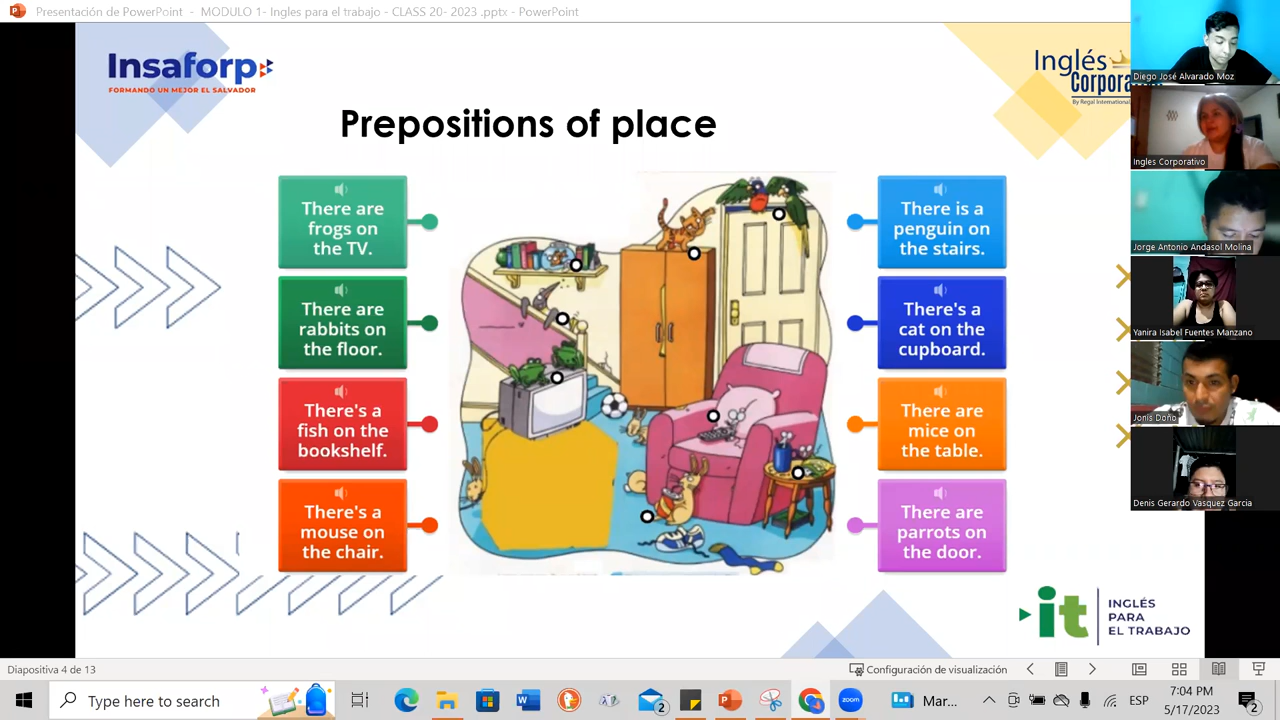 Presentación de PowerPoint - MODULO 1- Ingles para el trabajo - CLASS 20- 2023 .pptx - PowerPoint
Insaforp
FORMANDO UN MEJOR EL SALVADOR
Inglés
Corporati
By Regal International
Prepositions of place
There are
frogs on
the TV.
There are
rabbits on
the floor.
There's a
fish on the
bookshelf.
There's a
mouse on
the chair.
There is a
penguin on
the stairs.
There's a
cat on the
cupboard.
There are
mice on
the table.
There are
parrots on
the door.
Diego José Alvarado Moz
Ingles Corporativo
Jorge Antonio Andasol Molina
Yanira Isabel Fuentes Manzano
Jonis Doño
Denis Gerardo Vasquez Garcia
it
INGLÉS
PARA
EL TRABAJO
Diapositiva 4 de 13
Configuración de visualización
Type here to search
2
zoom
Mar...
ESP
7:04 PM
5/17/2023
2